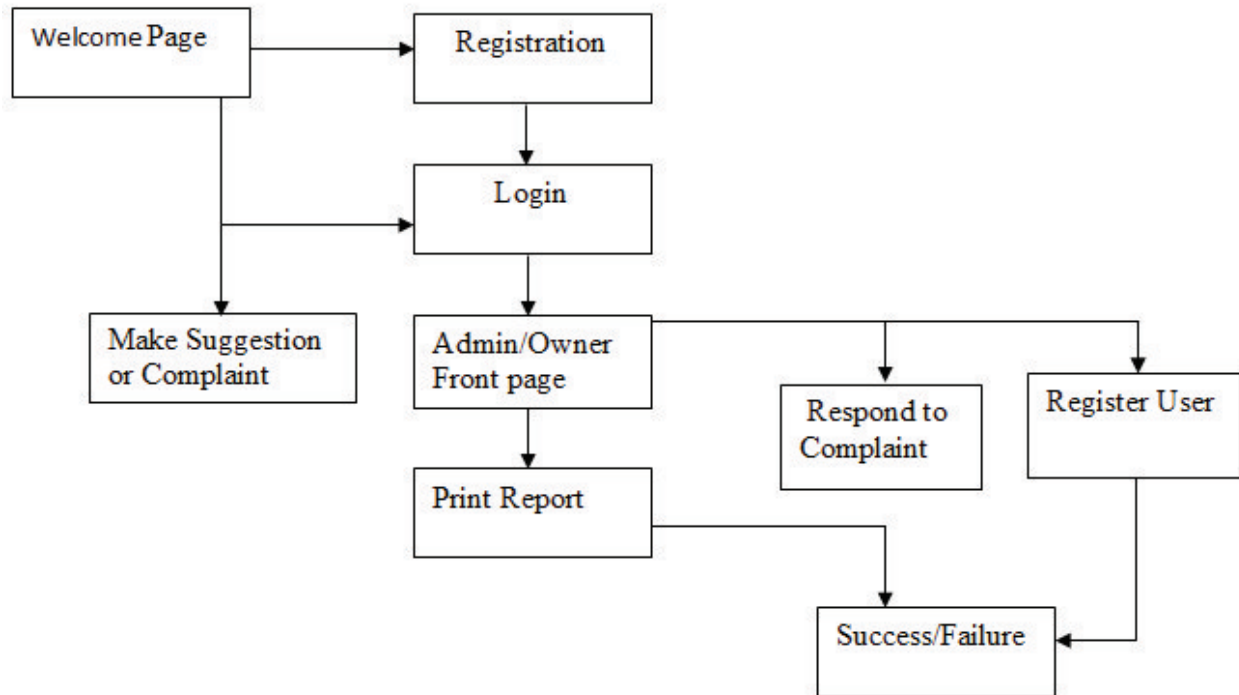 Welcome Page
Registration
Login
Make Suggestion
or Complaint
Admin/Owner
Front page
Respond to
Complaint
Register User
Print Report
Success/Failure